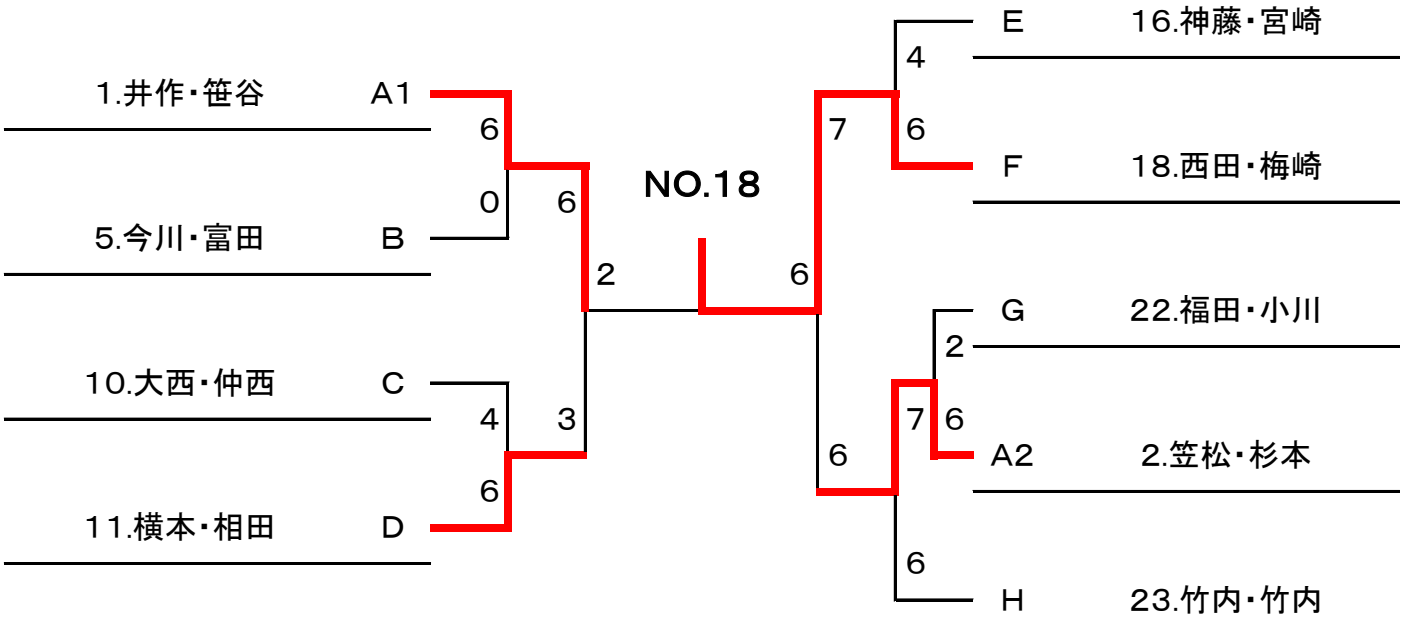 E 16.神藤・宮崎
4
1.井作・笹谷 A1
6 7 6
F 18.西田・梅崎
NO.18
0 6
5.今川・富田 B
2 6
G 22.福田・小川
2
10.大西・仲西 C
4 3 7 6
6 A2 2.笠松・杉本
6
11.横本・相田 D
6
H 23.竹内・竹内